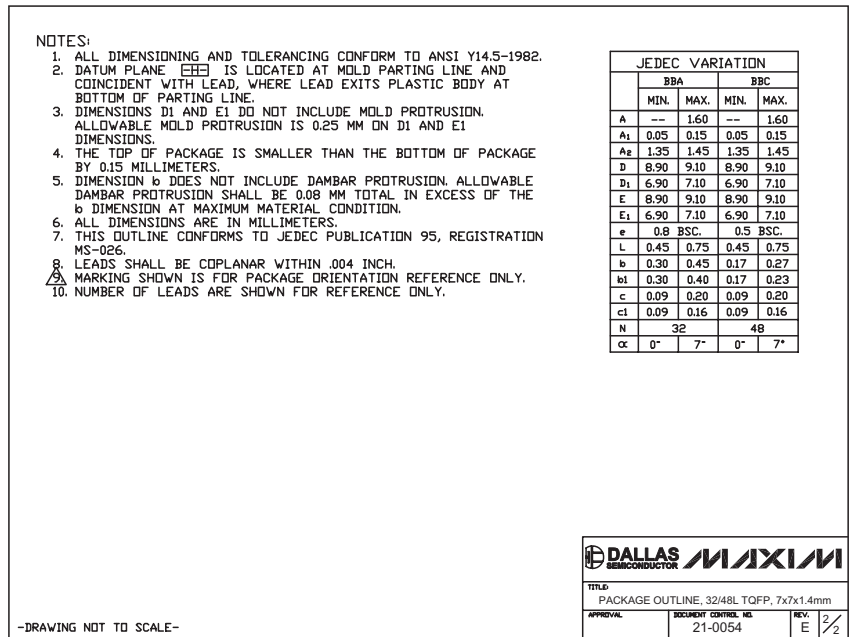 NOTES:
1. ALL DIMENSIONING AND TOLERANCING CONFORM TO ANSI Y14.5-1982.
2. DATUM PLANE -H- IS LOCATED AT MOLD PARTING LINE AND
COINCIDENT WITH LEAD, WHERE LEAD EXITS PLASTIC BODY AT
BOTTOM OF PARTING LINE.
3. DIMENSIONS D1 AND E1 DO NOT INCLUDE MOLD PROTRUSION.
ALLOWABLE MOLD PROTRUSION IS 0.25 MM ON D1 AND E1
DIMENSIONS.
4. THE TOP OF PACKAGE IS SMALLER THAN THE BOTTOM OF PACKAGE
BY 0.15 MILLIMETERS.
5. DIMENSION b DOES NOT INCLUDE DAMBAR PROTRUSION. ALLOWABLE
DAMBAR PROTRUSION SHALL BE 0.08 MM TOTAL IN EXCESS OF THE
b DIMENSION AT MAXIMUM MATERIAL CONDITION.
6. ALL DIMENSIONS ARE IN MILLIMETERS.
7. THIS OUTLINE CONFORMS TO JEDEC PUBLICATION 95, REGISTRATION
MS-026.
8. LEADS SHALL BE COPLANAR WITHIN .004 INCH.
9. MARKING SHOWN IS FOR PACKAGE ORIENTATION REFERENCE ONLY.
10. NUMBER OF LEADS ARE SHOWN FOR REFERENCE ONLY.
JEDEC VARIATION
BBA BBC
MIN. MAX. MIN. MAX.
A -- 1.60 -- 1.60
A1 0.05 0.15 0.05 0.15
A2 1.35 1.45 1.35 1.45
D 8.90 9.10 8.90 9.10
D1 6.90 7.10 6.90 7.10
E 8.90 9.10 8.90 9.10
E1 6.90 7.10 6.90 7.10
e 0.8 BSC. 0.5 BSC.
L 0.45 0.75 0.45 0.75
b 0.30 0.45 0.17 0.27
b1 0.30 0.40 0.17 0.23
c 0.09 0.20 0.09 0.20
c1 0.09 0.16 0.09 0.16
N 32 48
α 0° 7° 0° 7°
DALLAS SEMICONDUCTOR MAXIM
TITLE:
PACKAGE OUTLINE, 32/48L TQFP, 7x7x1.4mm
APPROVAL DOCUMENT CONTROL NO. REV.
21-0054 E 2/2
-DRAWING NOT TO SCALE-